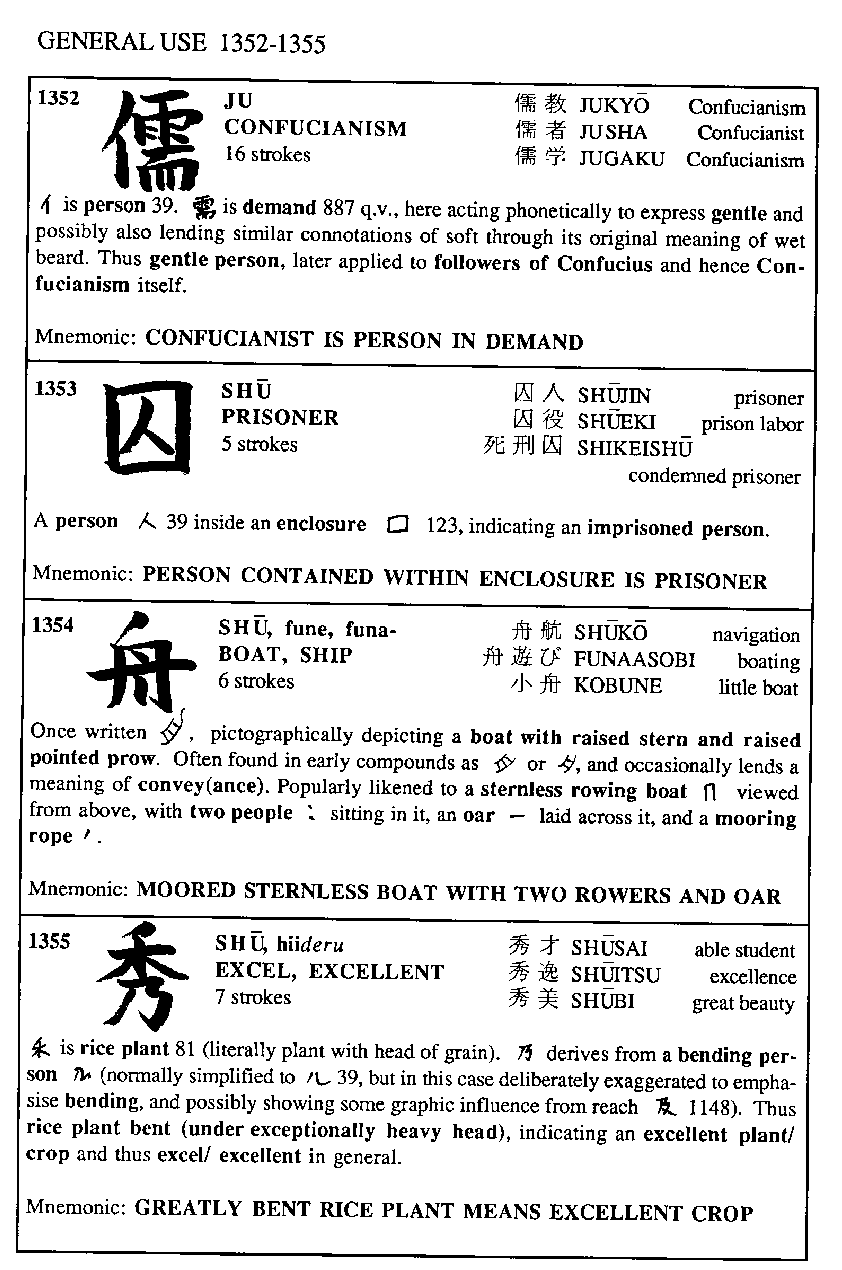 GENERAL USE 1352-1355
1352 儒 JU 儒教 JUKYŌ Confucianism
CONFUCIANISM 儒者 JUSHA Confucianist
16 strokes 儒学 JUGAKU Confucianism
亻 is person 39. 需 is demand 887 q.v., here acting phonetically to express gentle and
possibly also lending similar connotations of soft through its original meaning of wet
beard. Thus gentle person, later applied to followers of Confucius and hence Con-
fucianism itself.
Mnemonic: CONFUCIANIST IS PERSON IN DEMAND
1353 囚 SHŪ 囚人 SHŪJIN prisoner
PRISONER 囚役 SHŪEKI prison labor
5 strokes 死刑囚 SHIKEISHŪ
condemned prisoner
A person 人 39 inside an enclosure 囗 123, indicating an imprisoned person.
Mnemonic: PERSON CONTAINED WITHIN ENCLOSURE IS PRISONER
1354 舟 SHŪ, fune, funa- 舟航 SHŪKŌ navigation
BOAT, SHIP 舟遊び FUNAASOBI boating
6 strokes 小舟 KOBUNE little boat
Once written , pictographically depicting a boat with raised stern and raised
pointed prow. Often found in early compounds as or , and occasionally lends a
meaning of convey(ance). Popularly likened to a sternless rowing boat viewed
from above, with two people sitting in it, an oar 一 laid across it, and a mooring
rope .
Mnemonic: MOORED STERNLESS BOAT WITH TWO ROWERS AND OAR
1355 秀 SHŪ, hiideru 秀才 SHŪSAI able student
EXCEL, EXCELLENT 秀逸 SHŪITSU excellence
7 strokes 秀美 SHŪBI great beauty
禾 is rice plant 81 (literally plant with head of grain). 乃 derives from a bending per-
son (normally simplified to 39, but in this case deliberately exaggerated to empha-
sise bending, and possibly showing some graphic influence from reach 及 1148). Thus
rice plant bent (under exceptionally heavy head), indicating an excellent plant/
crop and thus excel/ excellent in general.
Mnemonic: GREATLY BENT RICE PLANT MEANS EXCELLENT CROP